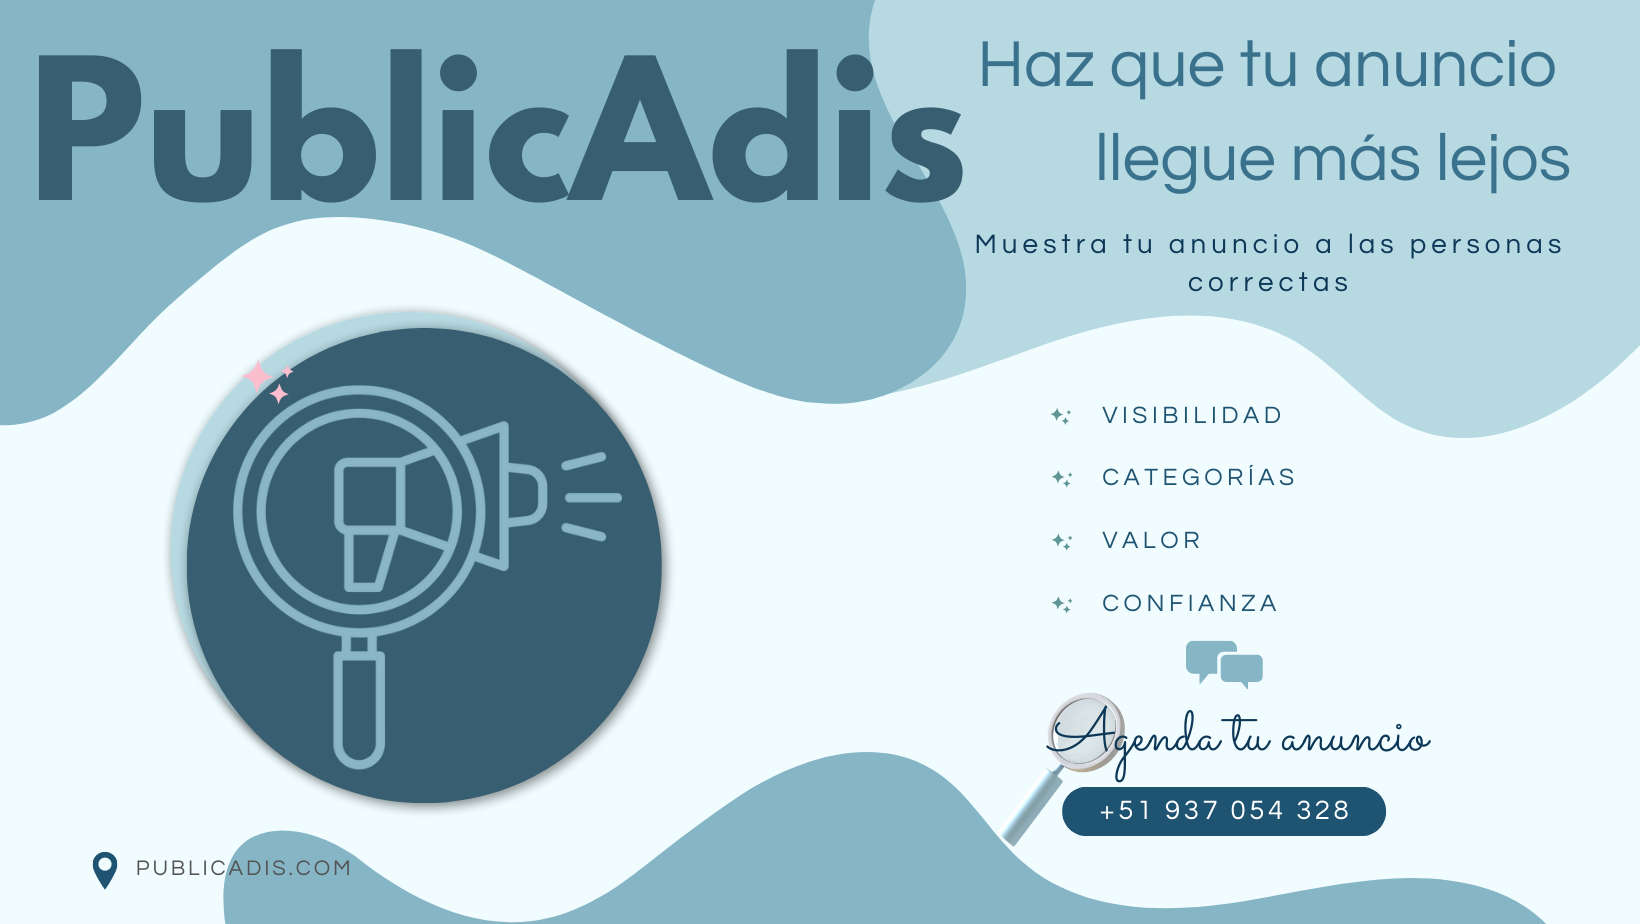 PublicAdis
Haz que tu anuncio
llegue más lejos
Muestra tu anuncio a las personas
correctas
VISIBILIDAD
CATEGORÍAS
VALOR
CONFIANZA
Agenda tu anuncio
+51 937 054 328
PUBLICADIS.COM